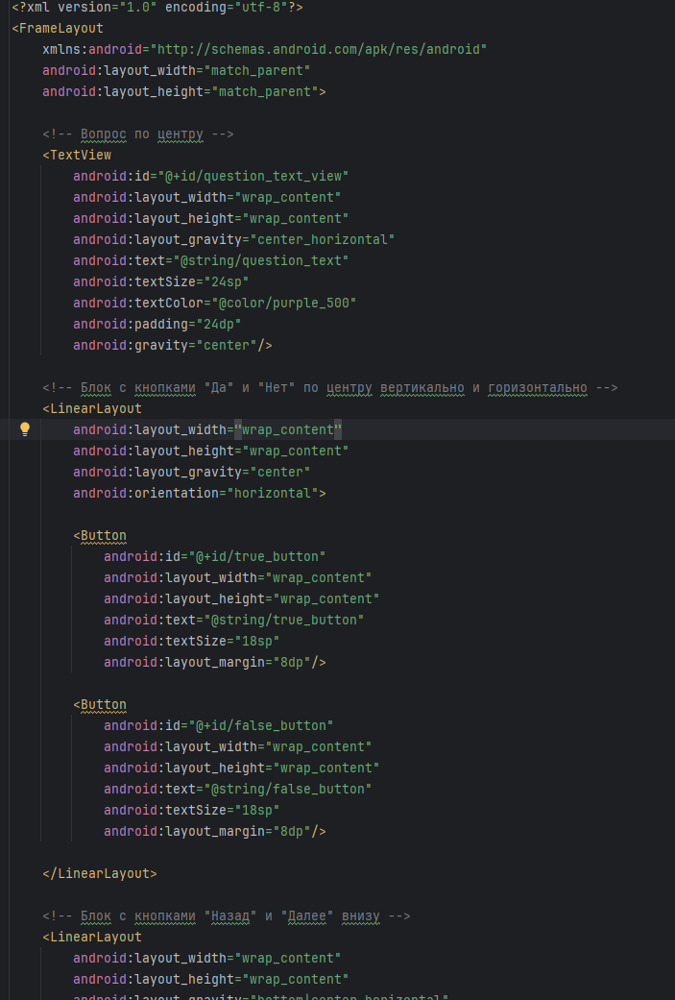 <?xml version="1.0" encoding="utf-8"?>
<FrameLayout
    xmlns:android="http://schemas.android.com/apk/res/android"
    android:layout_width="match_parent"
    android:layout_height="match_parent">

    <!-- Вопрос по центру -->
    <TextView
        android:id="@+id/question_text_view"
        android:layout_width="wrap_content"
        android:layout_height="wrap_content"
        android:layout_gravity="center_horizontal"
        android:text="@string/question_text"
        android:textSize="24sp"
        android:textColor="@color/purple_500"
        android:padding="24dp"
        android:gravity="center"/>

    <!-- Блок с кнопками "Да" и "Нет" по центру вертикально и горизонтально -->
    <LinearLayout
        android:layout_width="wrap_content"
        android:layout_height="wrap_content"
        android:layout_gravity="center"
        android:orientation="horizontal">

        <Button
            android:id="@+id/true_button"
            android:layout_width="wrap_content"
            android:layout_height="wrap_content"
            android:text="@string/true_button"
            android:textSize="18sp"
            android:layout_margin="8dp"/>

        <Button
            android:id="@+id/false_button"
            android:layout_width="wrap_content"
            android:layout_height="wrap_content"
            android:text="@string/false_button"
            android:textSize="18sp"
            android:layout_margin="8dp"/>

    </LinearLayout>

    <!-- Блок с кнопками "Назад" и "Далее" внизу -->
    <LinearLayout
        android:layout_width="wrap_content"
        android:layout_height="wrap_content"
        android:layout_gravity="bottom|center_horizontal"